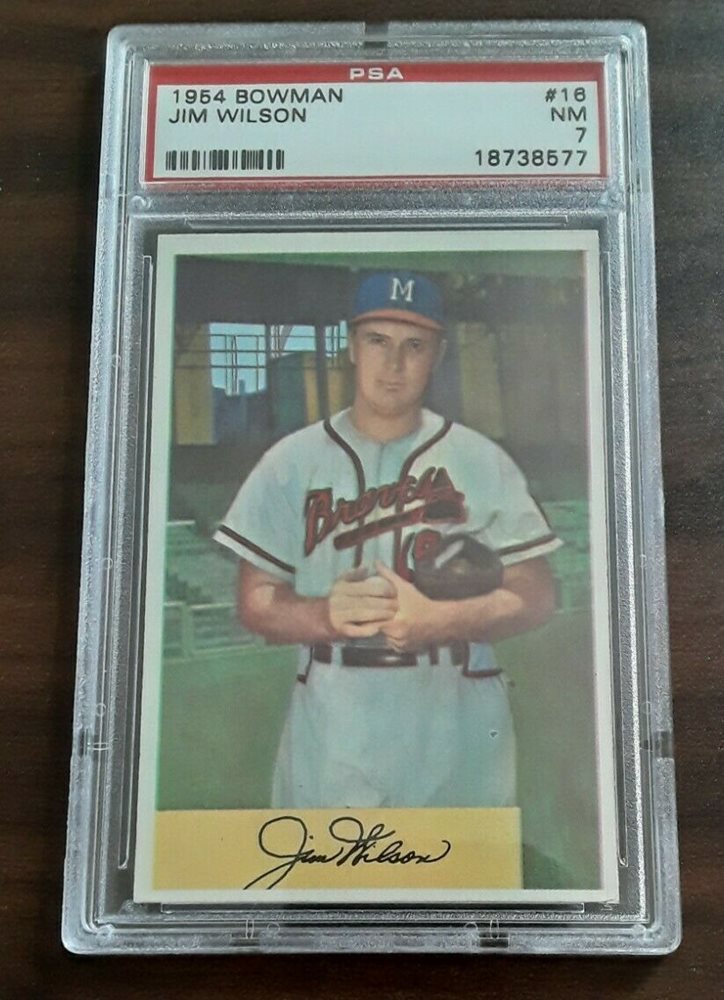 PSA
1954 BOWMAN #16
JIM WILSON NM
7
18738577
M
Braves
Jim Wilson